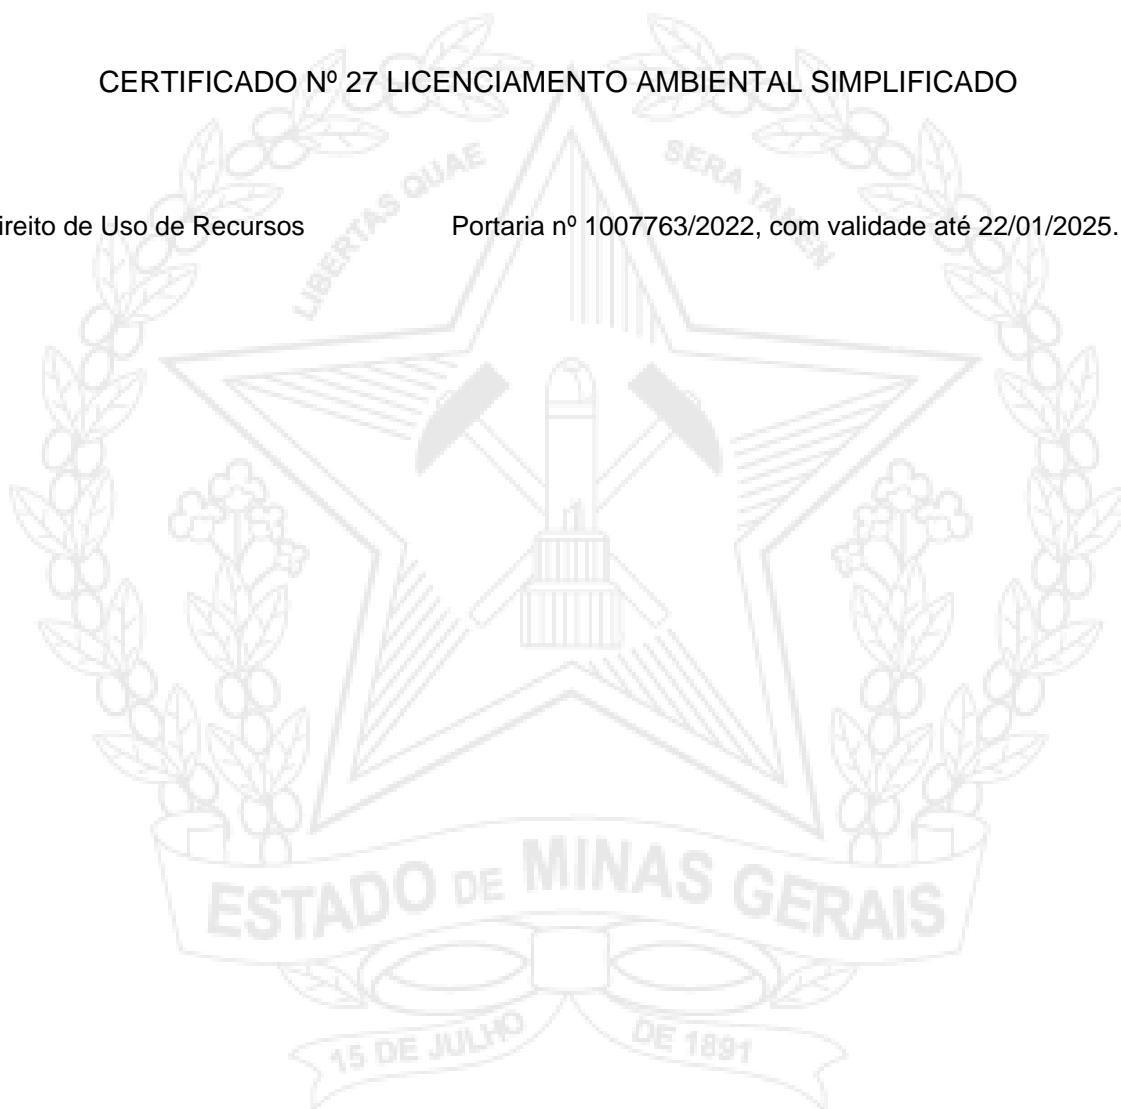 CERTIFICADO Nº 27 LICENCIAMENTO AMBIENTAL SIMPLIFICADO
LIBERTAS QUAE SERA TAMEN
ireito de Uso de Recursos Portaria nº 1007763/2022, com validade até 22/01/2025.
ESTADO DE MINAS GERAIS
15 DE JULHO DE 1891